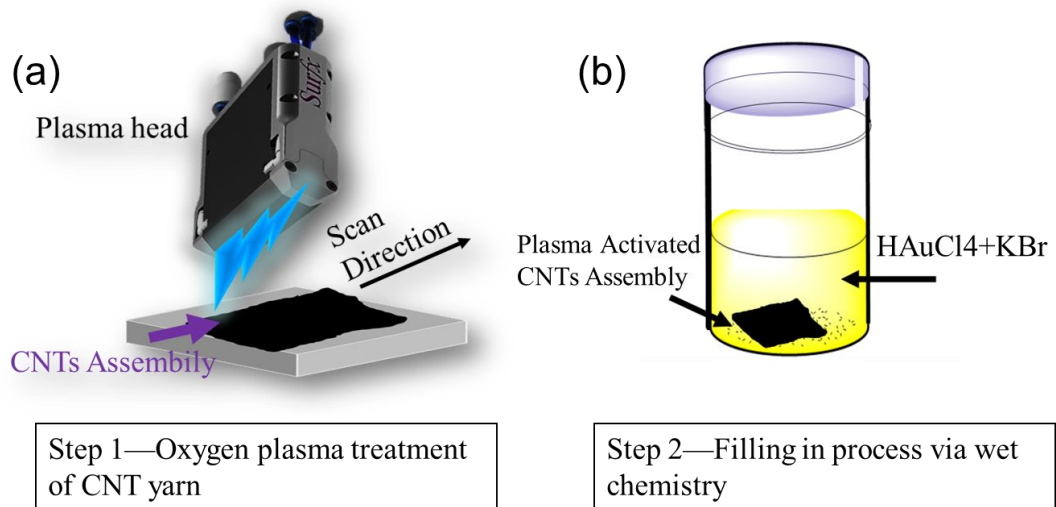 (a)
Surfx
Plasma head
Scan
Direction
CNTs Assembily
Step 1—Oxygen plasma treatment
of CNT yarn
(b)
Plasma Activated
CNTs Assembly
HAuCl4+KBr
Step 2—Filling in process via wet
chemistry